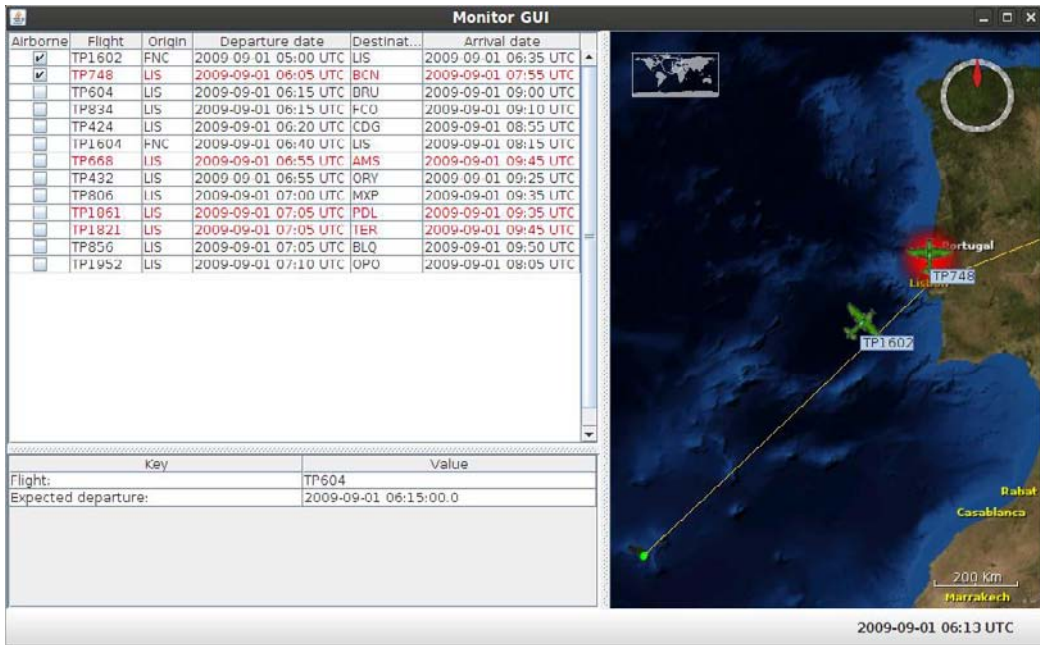 Monitor GUI
Airborne Flight Origin Departure date Destinat... Arrival date
TP1602 FNC 2009-09-01 05:00 UTC LIS 2009-09-01 06:35 UTC
TP748 LIS 2009-09-01 06:05 UTC BCN 2009-09-01 07:55 UTC
TP604 LIS 2009-09-01 06:15 UTC BRU 2009-09-01 09:00 UTC
TP834 LIS 2009-09-01 06:15 UTC FCO 2009-09-01 09:10 UTC
TP424 LIS 2009-09-01 06:20 UTC CDG 2009-09-01 08:55 UTC
TP1604 FNC 2009-09-01 06:40 UTC LIS 2009-09-01 08:15 UTC
TP668 LIS 2009-09-01 06:55 UTC AMS 2009-09-01 09:45 UTC
TP432 LIS 2009-09-01 06:55 UTC ORY 2009-09-01 09:25 UTC
TP806 LIS 2009-09-01 07:00 UTC MXP 2009-09-01 09:35 UTC
TP1861 LIS 2009-09-01 07:05 UTC PDL 2009-09-01 09:35 UTC
TP1821 LIS 2009-09-01 07:05 UTC TER 2009-09-01 09:45 UTC
TP856 LIS 2009-09-01 07:05 UTC BLQ 2009-09-01 09:50 UTC
TP1952 LIS 2009-09-01 07:10 UTC OPO 2009-09-01 08:05 UTC
Key Value
Flight: TP604
Expected departure: 2009-09-01 06:15:00.0
Portugal
TP748
TP1602
Rabat
Casablanca
200 Km
Marrakech
2009-09-01 06:13 UTC